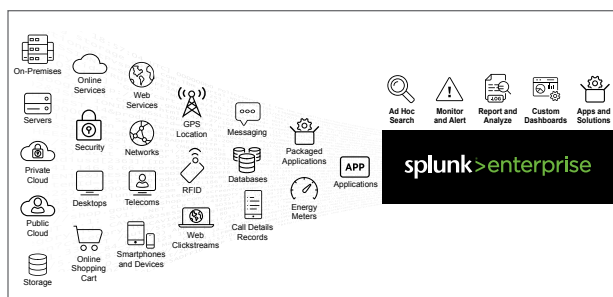 On-Premises
Servers
Private
Cloud
Public
Cloud
Storage
Online
Services
Security
Desktops
Online
Shopping
Cart
Web
Services
Networks
Telecoms
Smartphones
and Devices
GPS
Location
RFID
Web
Clickstreams
Messaging
Databases
Call Details
Records
Packaged
Applications
Energy
Meters
APP
Applications
Ad Hoc
Search
Monitor
and Alert
LOG
Report and
Analyze
Custom
Dashboards
Apps and
Solutions
splunk>enterprise